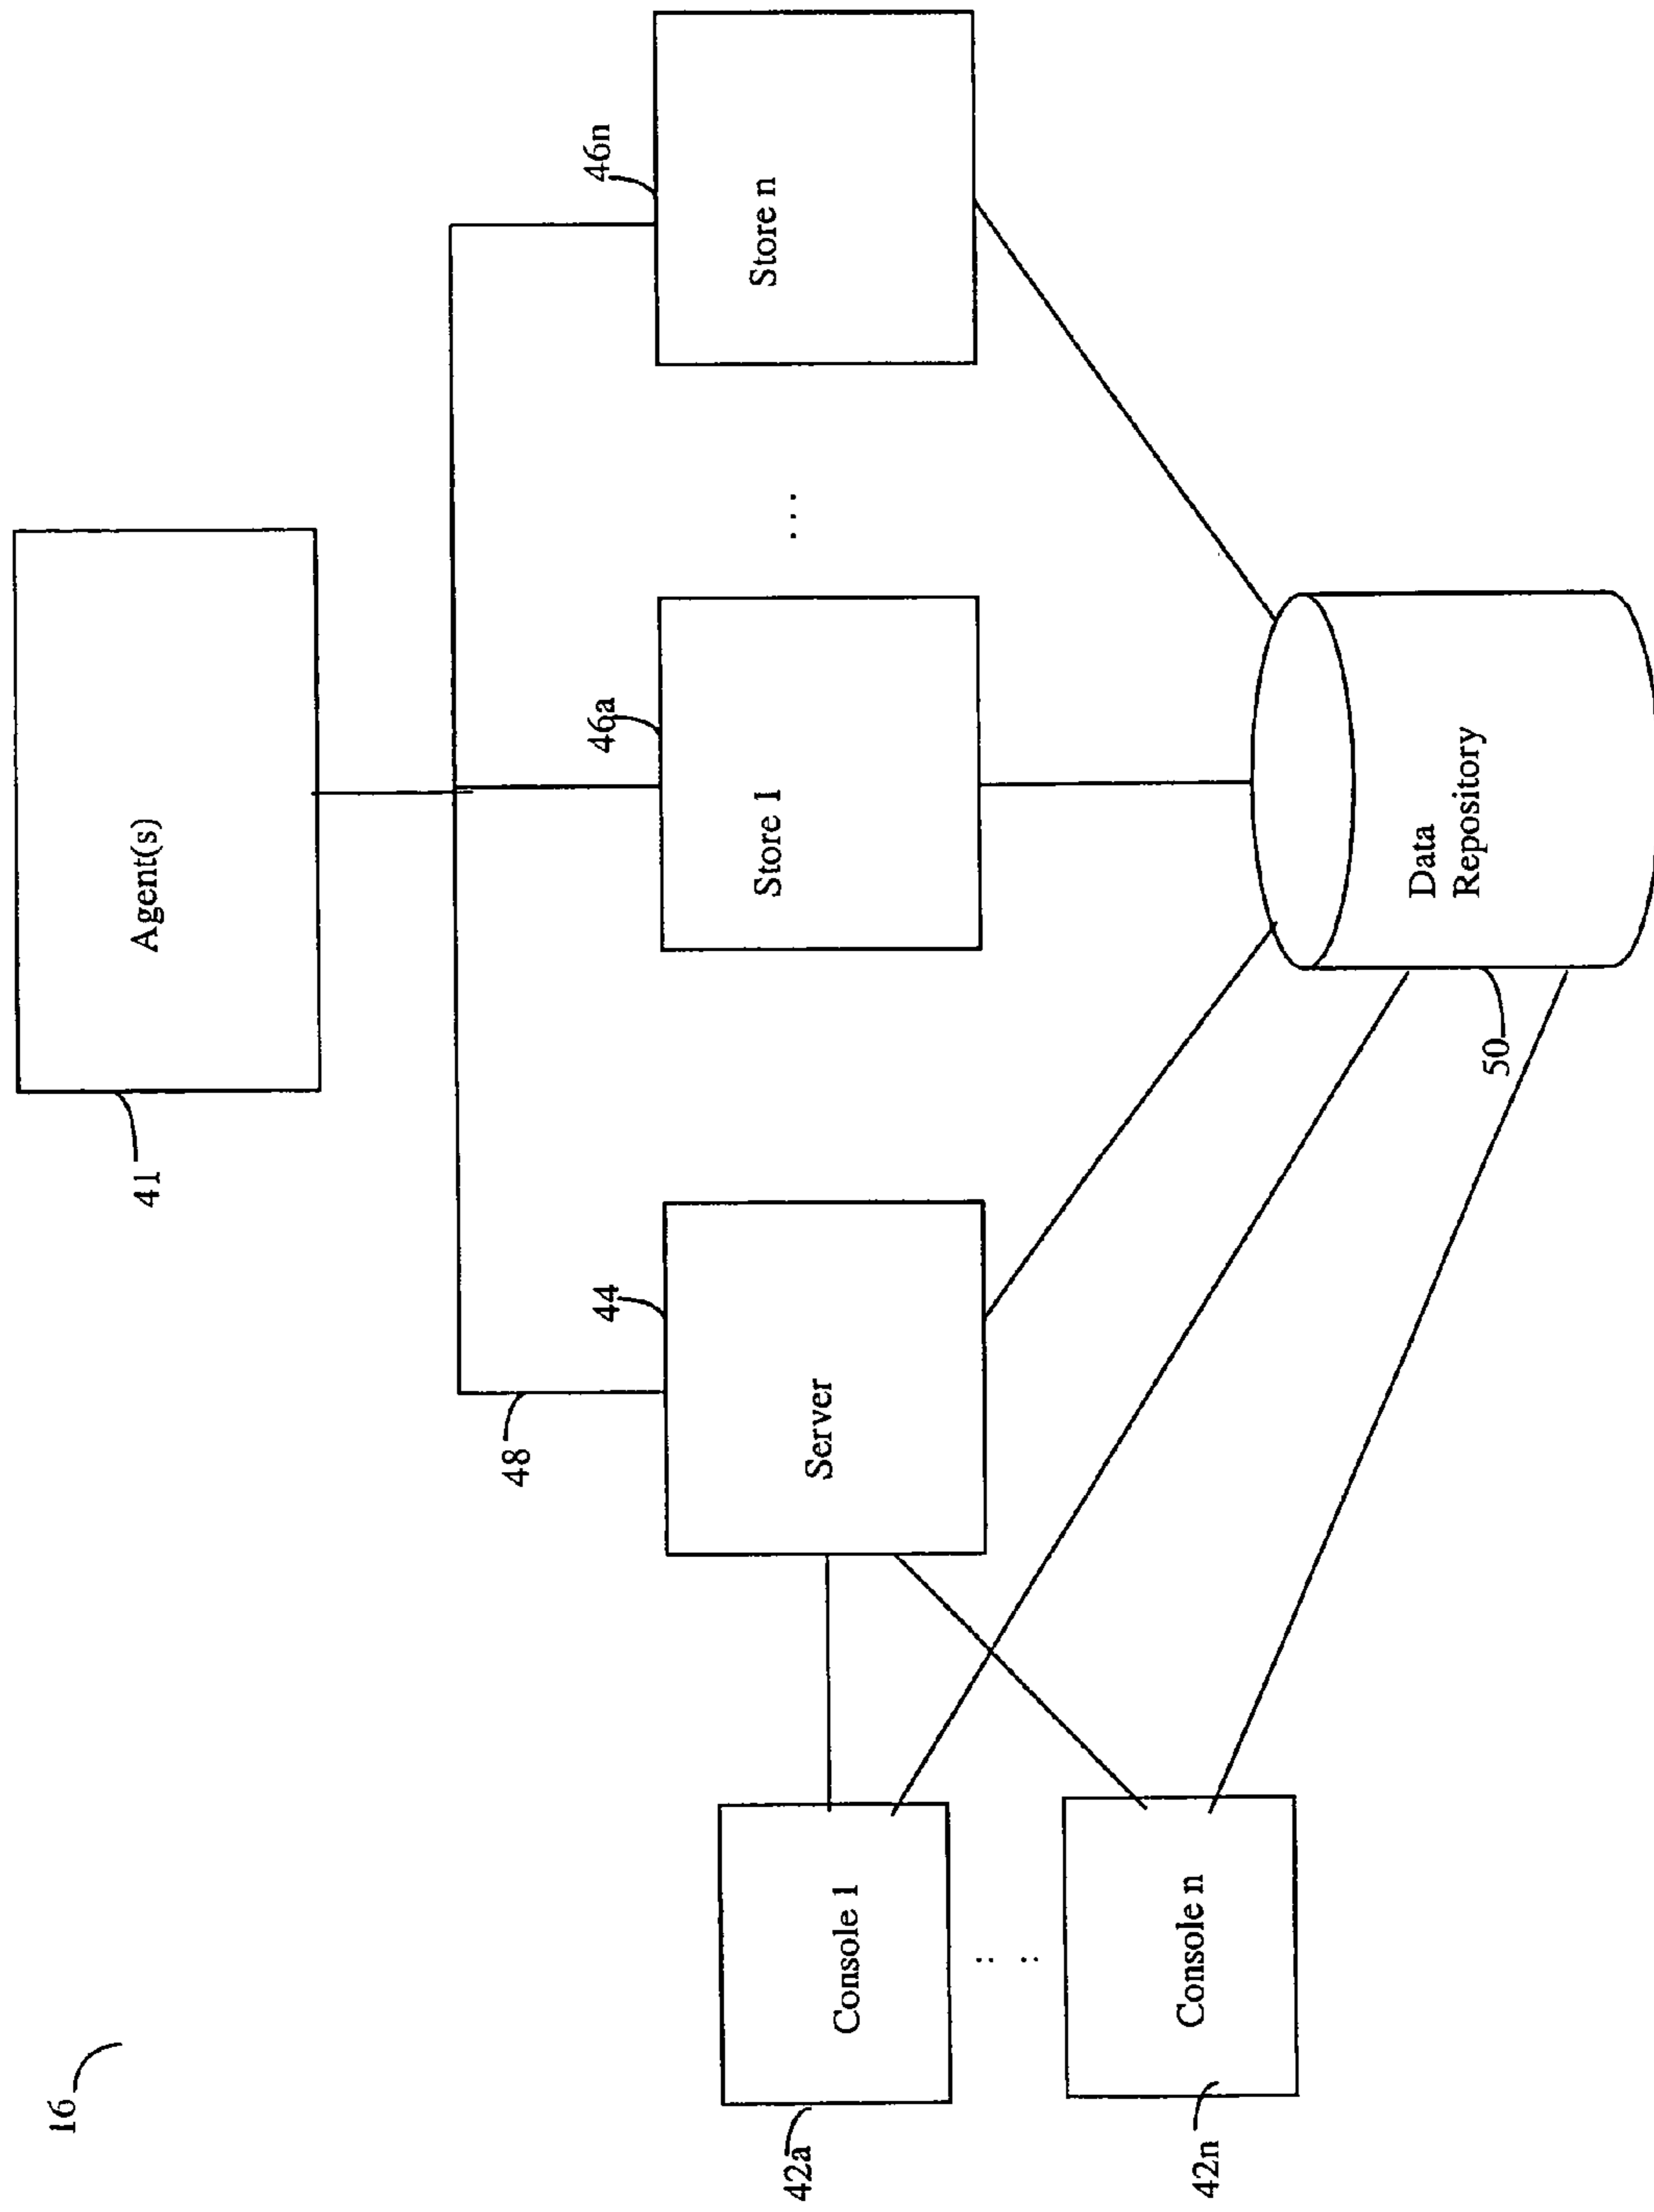 16
41
Agent(s)
48
44
46a
46n
Server
Store 1
...
Store n
42a
Console 1
: :
: :
42n
Console n
50
Data
Repository